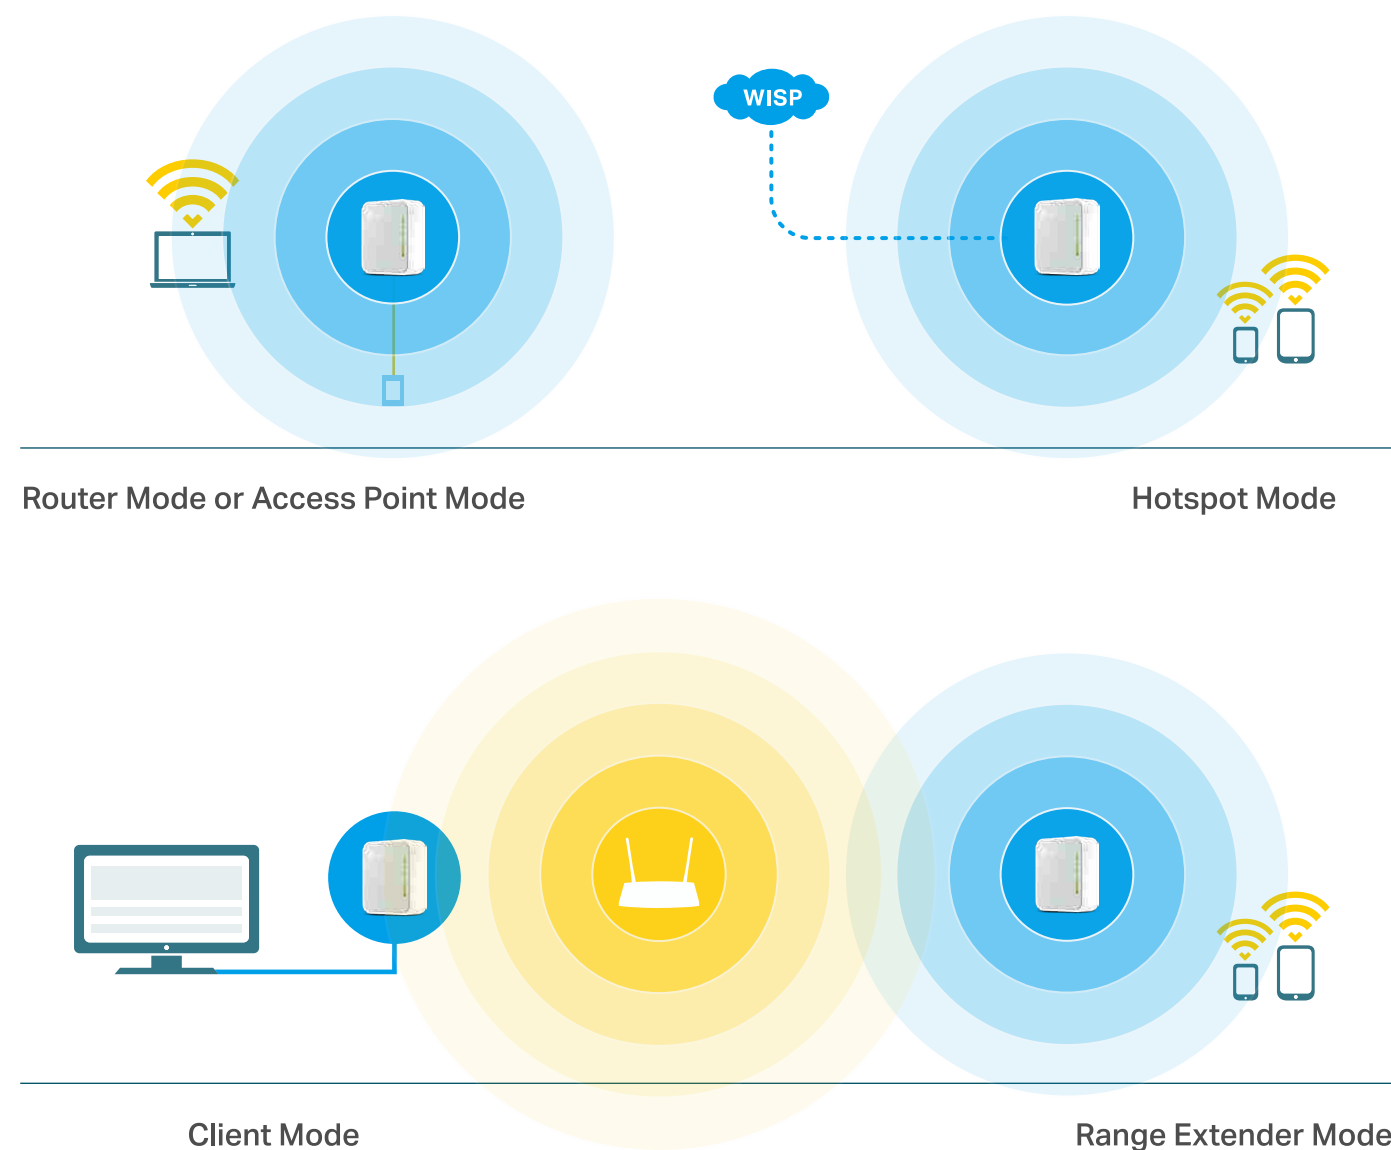 WISP
Router Mode or Access Point Mode
Hotspot Mode
Client Mode
Range Extender Mode